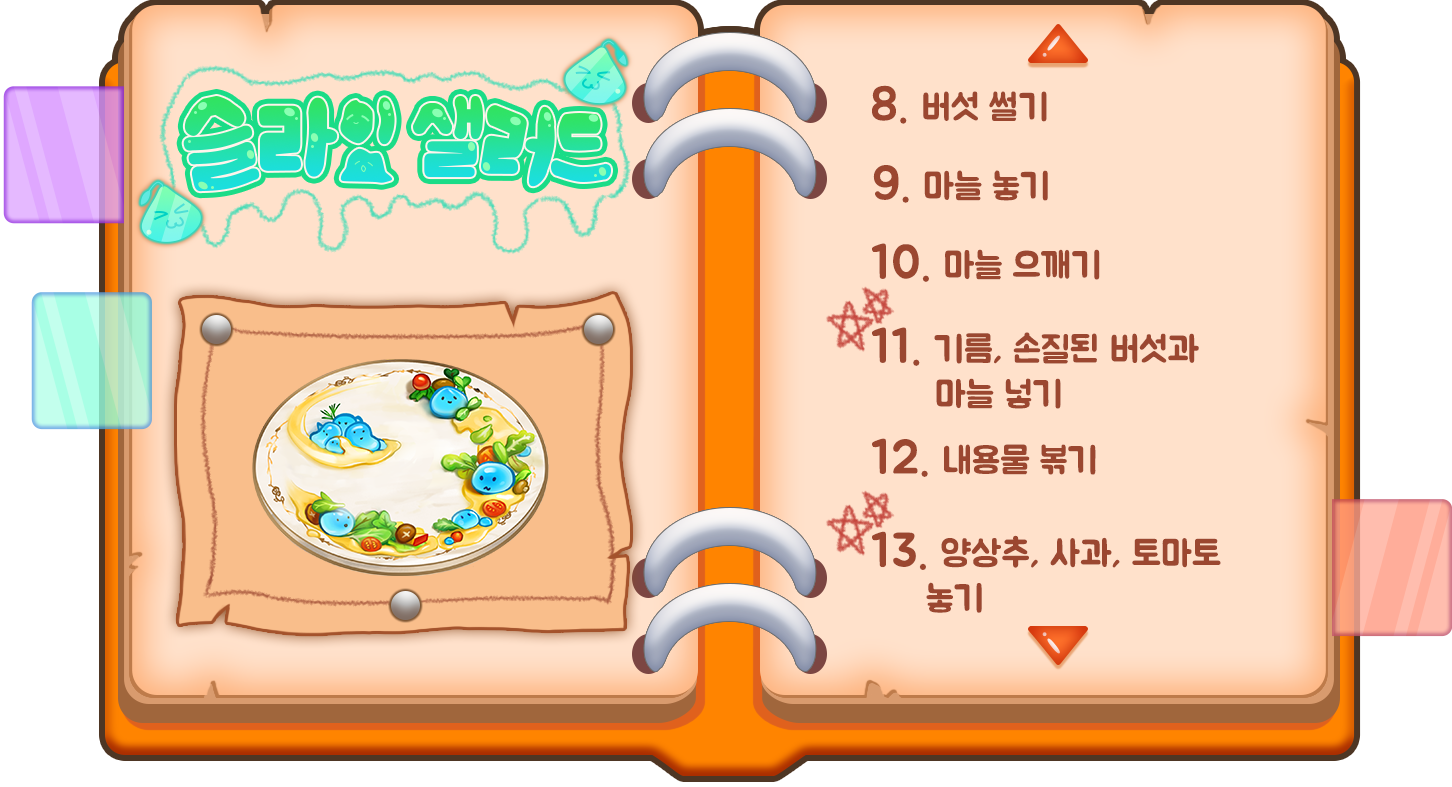 슬라임 샐러드
8. 버섯 썰기
9. 마늘 놓기
10. 마늘 으깨기
11. 기름, 손질된 버섯과
마늘 넣기
12. 내용물 볶기
13. 양상추, 사과, 토마토
놓기